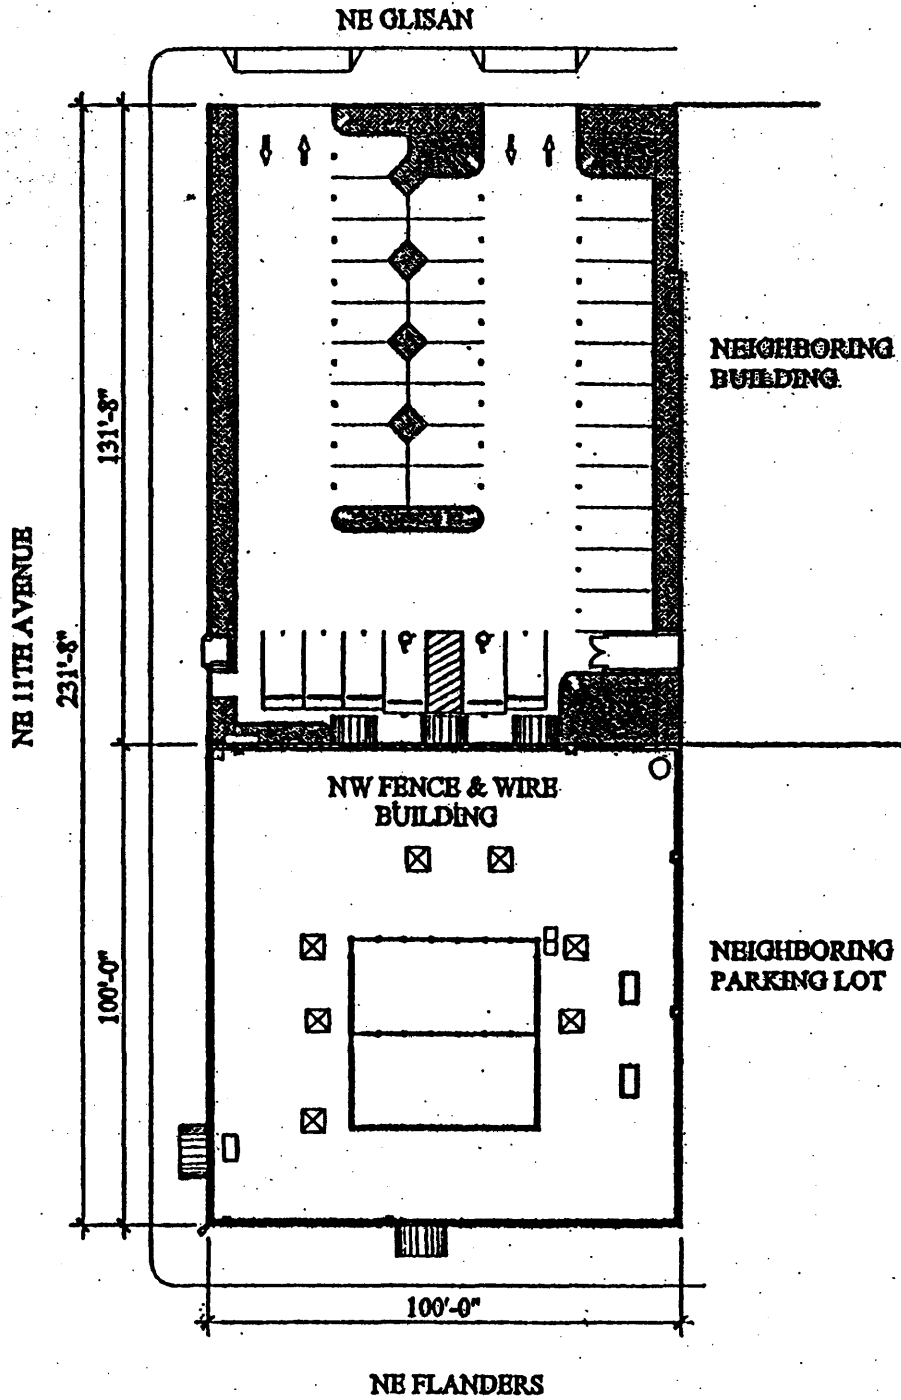 NE GLISAN
131'-8"
NEIGHBORING
BUILDING
NE 11TH AVENUE
231'-8"
NW FENCE & WIRE
BUILDING
100'-0"
NEIGHBORING
PARKING LOT
100'-0"
NE FLANDERS